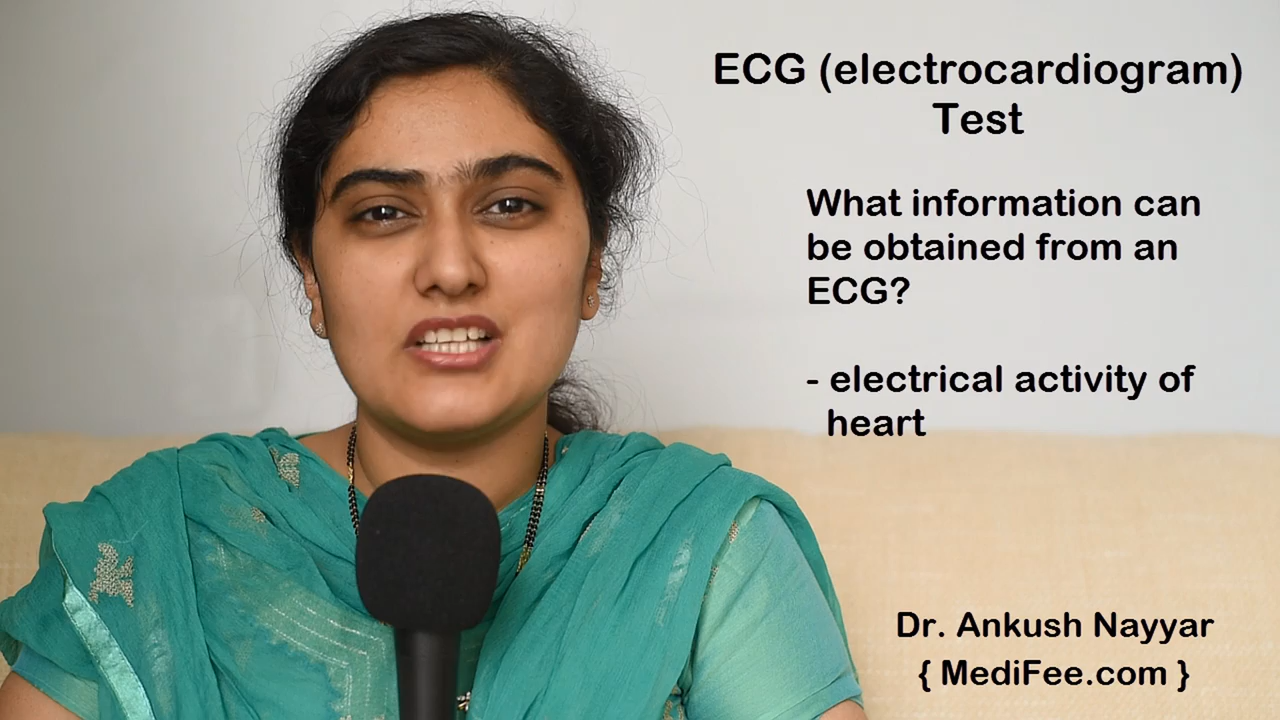 ECG (electrocardiogram)
Test
What information can
be obtained from an
ECG?
- electrical activity of
heart
Dr. Ankush Nayyar
{ MediFee.com }